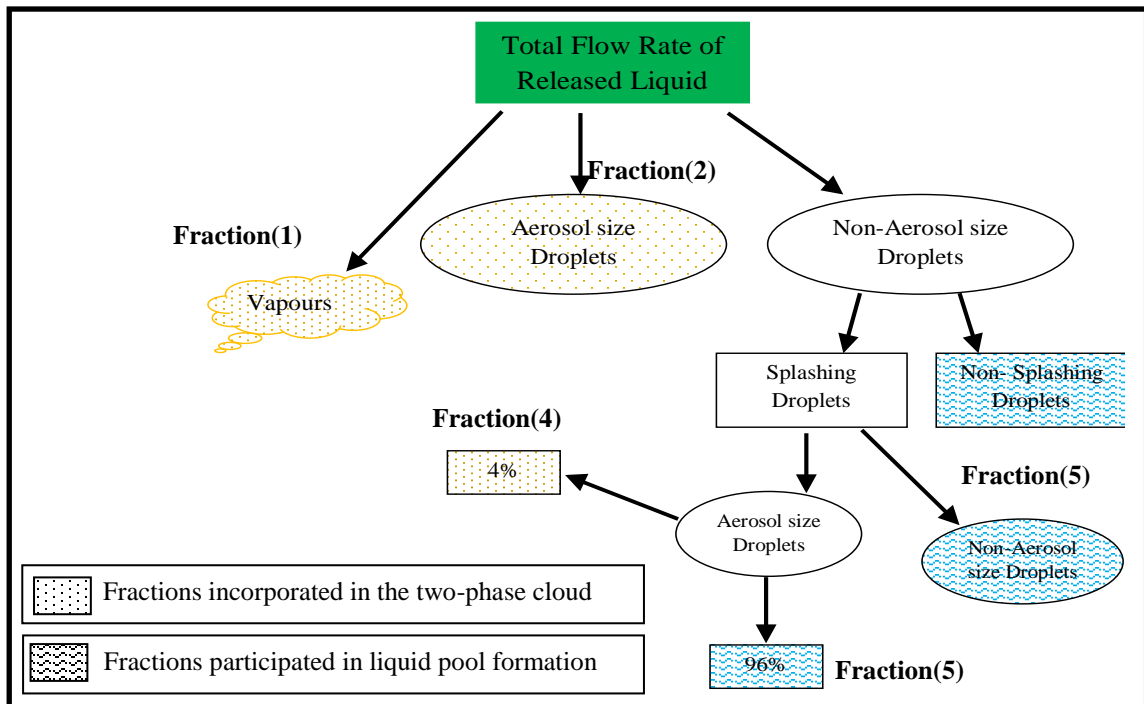 Total Flow Rate of
Released Liquid
Fraction(2)
Fraction(1)
Aerosol size
Droplets
Non-Aerosol size
Droplets
Vapours
Splashing
Droplets
Non- Splashing
Droplets
Fraction(4)
4%
Fraction(5)
Aerosol size
Droplets
Non-Aerosol
size Droplets
Fractions incorporated in the two-phase cloud
Fractions participated in liquid pool formation
96%
Fraction(5)